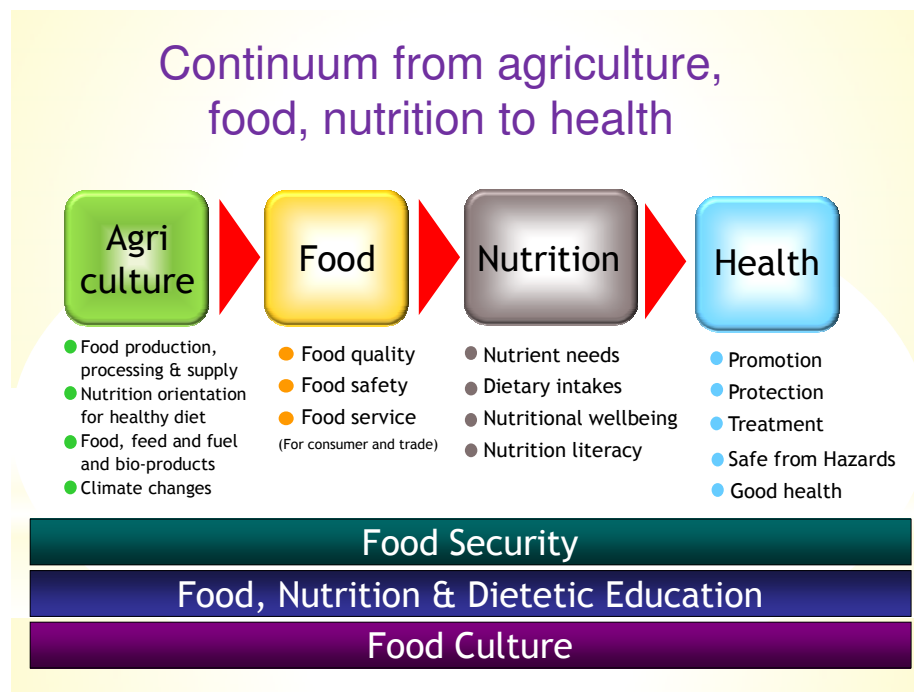 Continuum from agriculture,
food, nutrition to health
Agri
culture
Food
Nutrition
Health
Food production,
processing & supply
Nutrition orientation
for healthy diet
Food, feed and fuel
and bio-products
Climate changes
Food quality
Food safety
Food service
(For consumer and trade)
Nutrient needs
Dietary intakes
Nutritional wellbeing
Nutrition literacy
Promotion
Protection
Treatment
Safe from Hazards
Good health
Food Security
Food, Nutrition & Dietetic Education
Food Culture